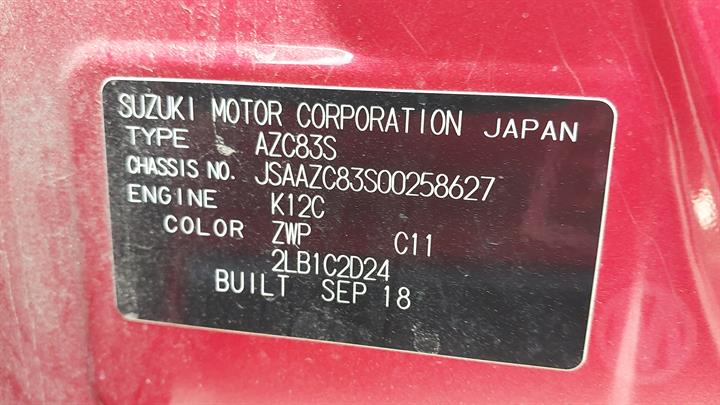 SUZUKI MOTOR CORPORATION JAPAN
TYPE AZC83S
CHASSIS NO. JSAAZC83S00258627
ENGINE K12C
COLOR ZWP C11
2LB1C2D24
BUILT SEP 18